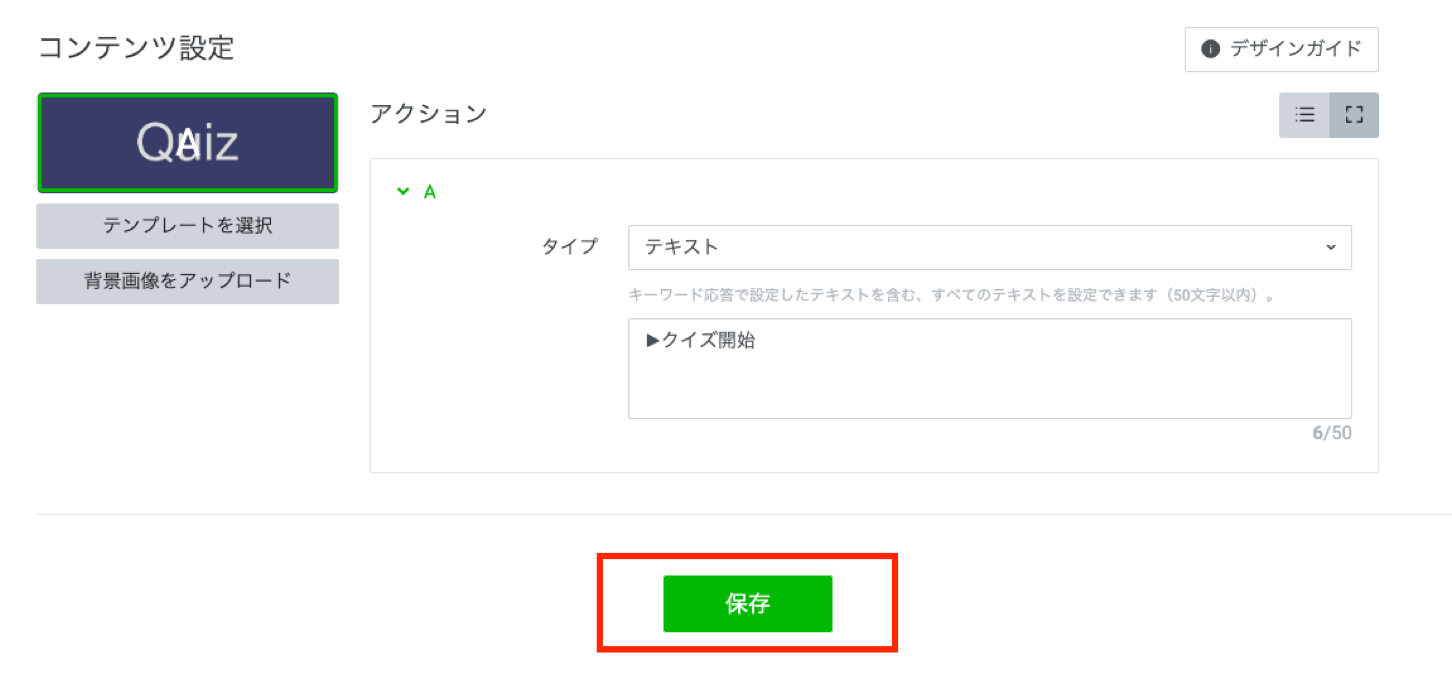 コンテンツ設定
デザインガイド
Quiz
A
アクション
テンプレートを選択
背景画像をアップロード
A
タイプ
テキスト
キーワード応答で設定したテキストを含む、すべてのテキストを設定できます（50文字以内）。
▶クイズ開始
6/50
保存